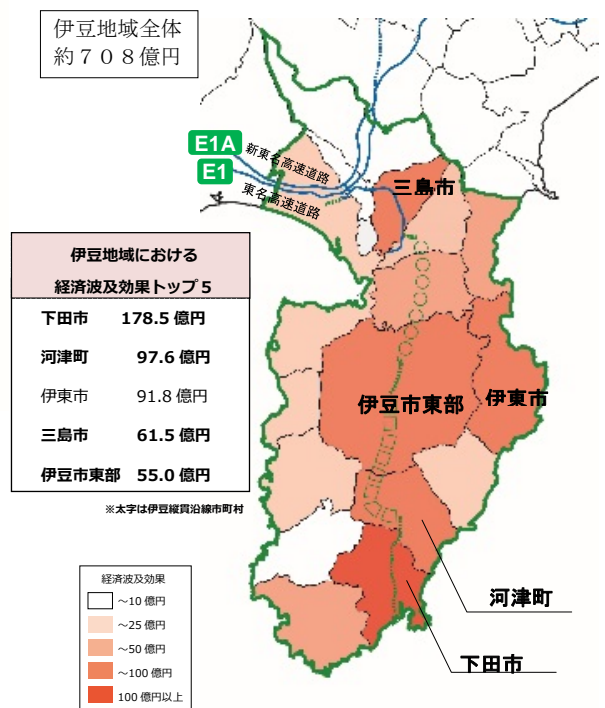 伊豆地域全体
約７０８億円
E1A
新東名高速道路
E1
東名高速道路
三島市
伊豆地域における
経済波及効果トップ５
下田市 178.5 億円
河津町 97.6 億円
伊東市 91.8 億円
三島市 61.5 億円
伊豆市東部 55.0 億円
※太字は伊豆縦貫沿線市町村
伊豆市東部
伊東市
河津町
下田市
経済波及効果
～10 億円
～25 億円
～50 億円
～100 億円
100 億円以上